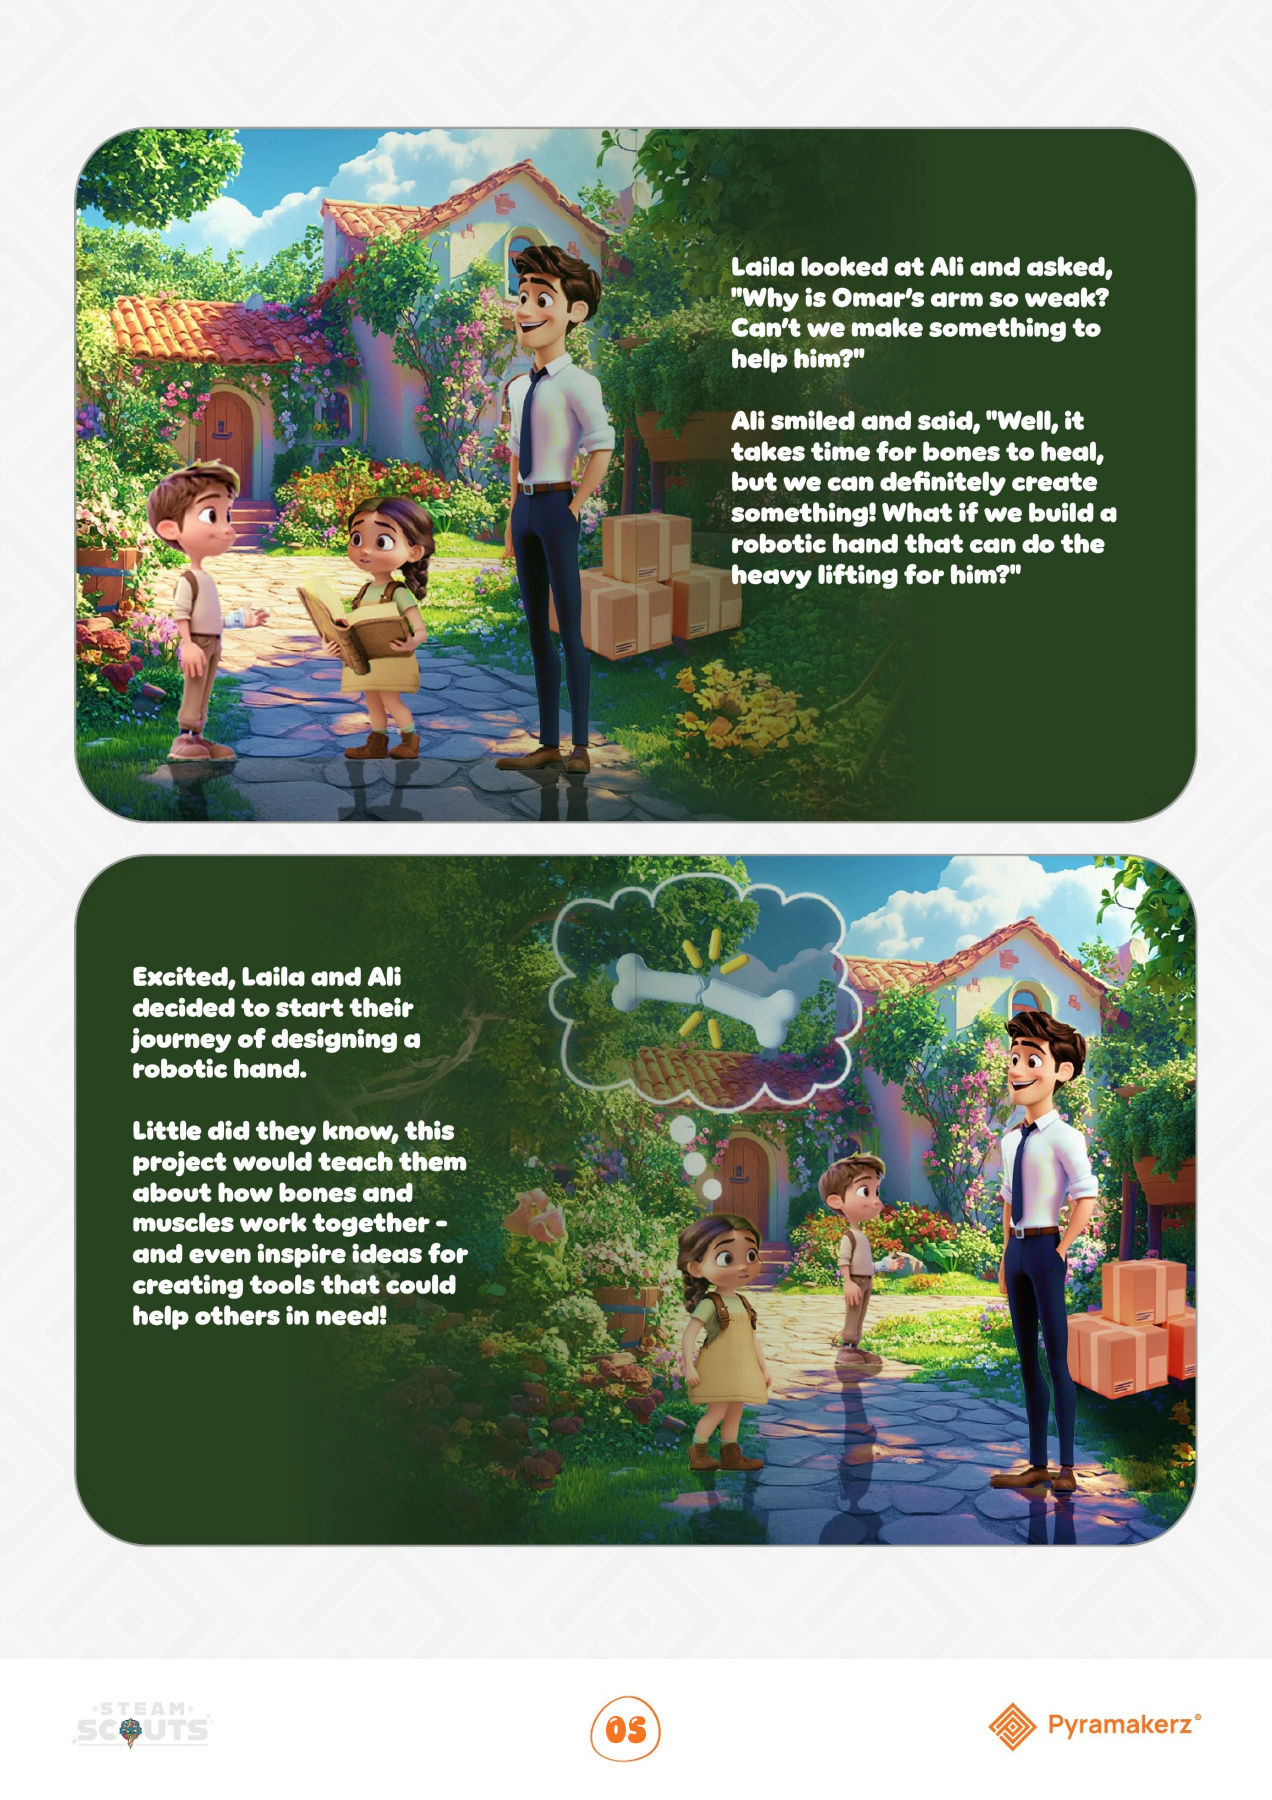 Laila looked at Ali and asked,
"Why is Omar's arm so weak?
Can't we make something to
help him?"
Ali smiled and said, "Well, it
takes time for bones to heal,
but we can definitely create
something! What if we build a
robotic hand that can do the
heavy lifting for him?"
Excited, Laila and Ali
decided to start their
journey of designing a
robotic hand.
Little did they know, this
project would teach them
about how bones and
muscles work together -
and even inspire ideas for
creating tools that could
help others in need!
STEAM
SCOUTS
05
Pyramakerz®